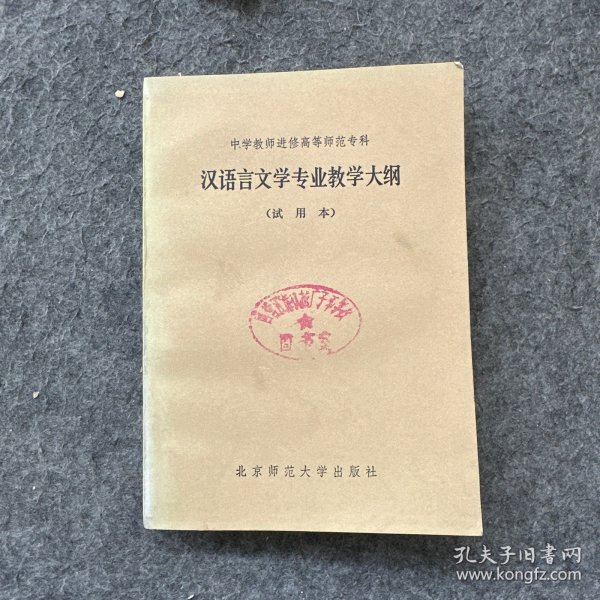 中学教师进修高等师范专科
汉语言文学专业教学大纲
（试用本）
图书室
北京师范大学出版社
孔夫子旧书网
www.kongfz.com